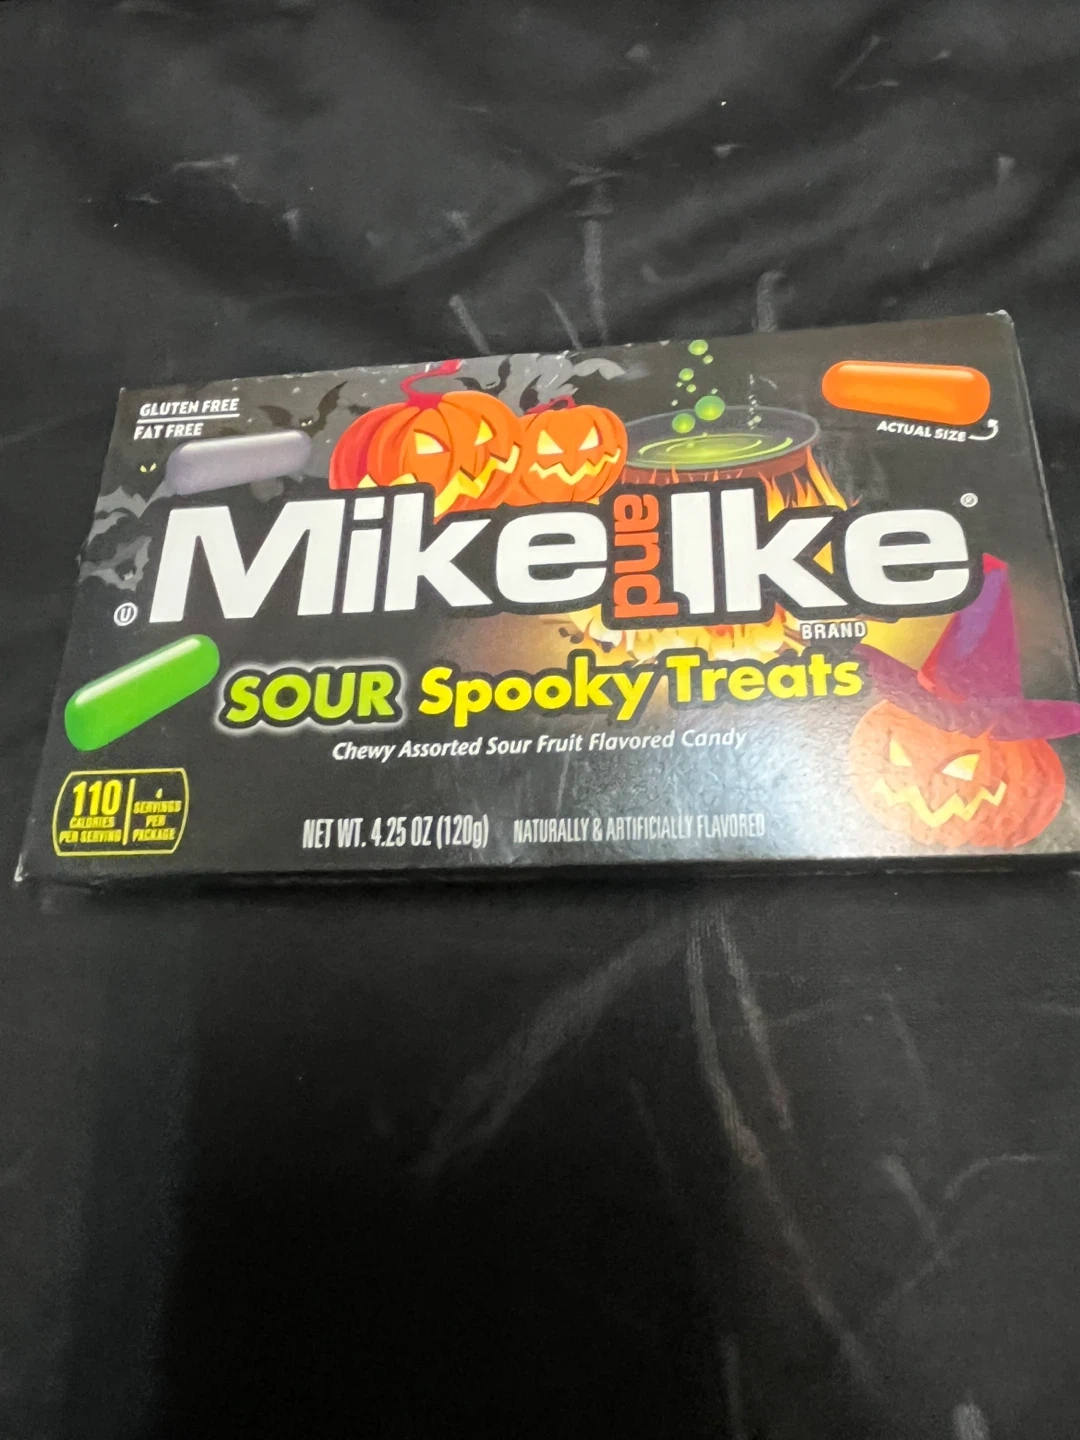 GLUTEN FREE
FAT FREE
ACTUAL SIZE
Mike and Ike®
U
BRAND
SOUR Spooky Treats
Chewy Assorted Sour Fruit Flavored Candy
110
CALORIES
PER SERVING
4
SERVINGS
PER
PACKAGE
NET WT. 4.25 OZ (120g) NATURALLY & ARTIFICIALLY FLAVORED